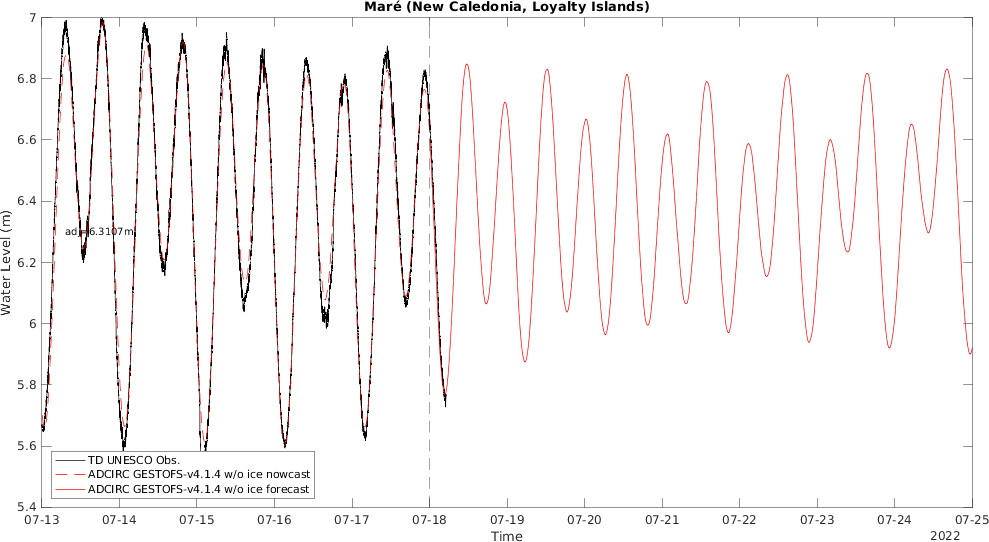 Maré (New Caledonia, Loyalty Islands)
7
6.8
6.6
6.4
6.2
6
5.8
5.6
5.4
Water Level (m)
adj=6.3107m
TD UNESCO Obs.
ADCIRC GESTOFS-v4.1.4 w/o ice nowcast
ADCIRC GESTOFS-v4.1.4 w/o ice forecast
07-13 07-14 07-15 07-16 07-17 07-18 07-19 07-20 07-21 07-22 07-23 07-24 07-25
Time
2022